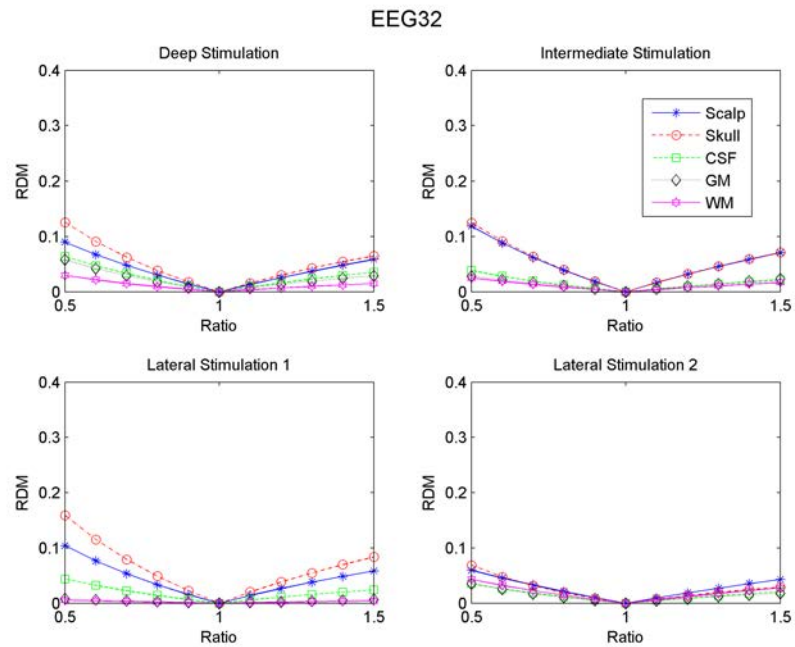 EEG32
Deep Stimulation
0.4
0.3
0.2
0.1
0
0.5
1
1.5
RDM
Ratio
Intermediate Stimulation
0.4
0.3
0.2
0.1
0
0.5
1
1.5
RDM
Ratio
Scalp
Skull
CSF
GM
WM
Lateral Stimulation 1
0.4
0.3
0.2
0.1
0
0.5
1
1.5
RDM
Ratio
Lateral Stimulation 2
0.4
0.3
0.2
0.1
0
0.5
1
1.5
RDM
Ratio